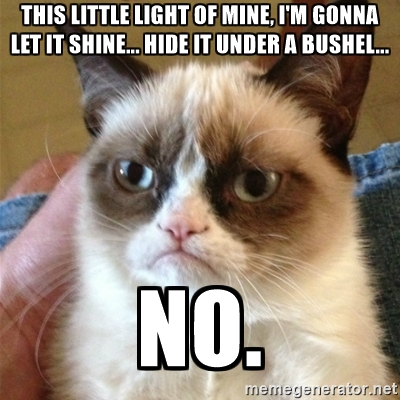 THIS LITTLE LIGHT OF MINE, I'M GONNA
LET IT SHINE... HIDE IT UNDER A BUSHEL...
NO.
memegenerator.net